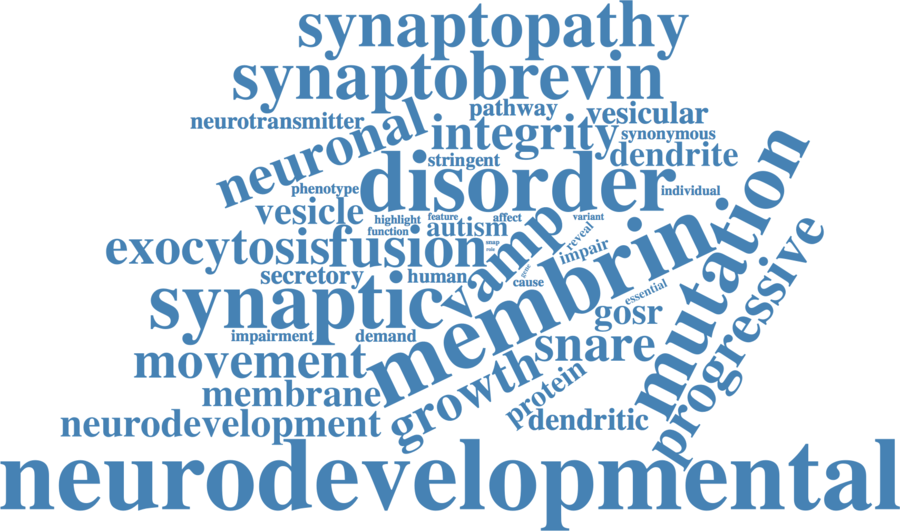 synaptopathy
synaptobrevin
pathway
vesicular
neurotransmitter
neuronal
integrity
synonymous
stringent
dendrite
disorder
mutation
phenotype
individual
vesicle
highlight
feature
affect
variant
function
autism
vamp
membrin
progressive
exocytosis
fusion
snap
role
reveal
impair
secretory
human
gene
cause
essential
synaptic
gosr
impairment
demand
snare
movement
membrane
growth
protein
neurodevelopment
dendritic
neurodevelopmental